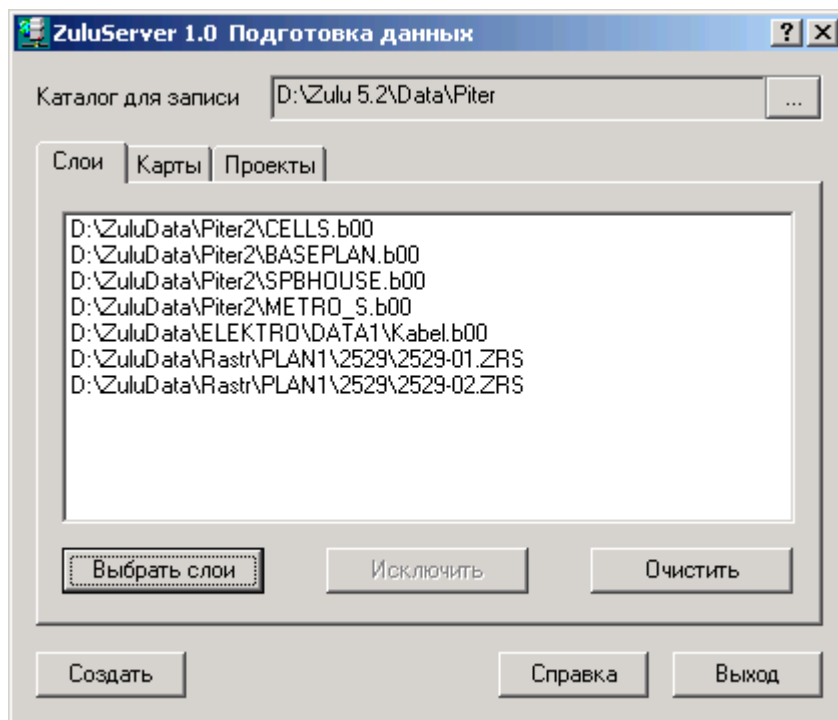 ZuluServer 1.0 Подготовка данных
Каталог для записи D:\Zulu 5.2\Data\Piter ...
Слои Карты Проекты
D:\ZuluData\Piter2\CELLS.b00
D:\ZuluData\Piter2\BASEPLAN.b00
D:\ZuluData\Piter2\SPBHOUSE.b00
D:\ZuluData\Piter2\METRO_S.b00
D:\ZuluData\ELEKTRO\DATA1\Kabel.b00
D:\ZuluData\Rastr\PLAN1\2529\2529-01.ZRS
D:\ZuluData\Rastr\PLAN1\2529\2529-02.ZRS
Выбрать слои Исключить Очистить
Создать Справка Выход